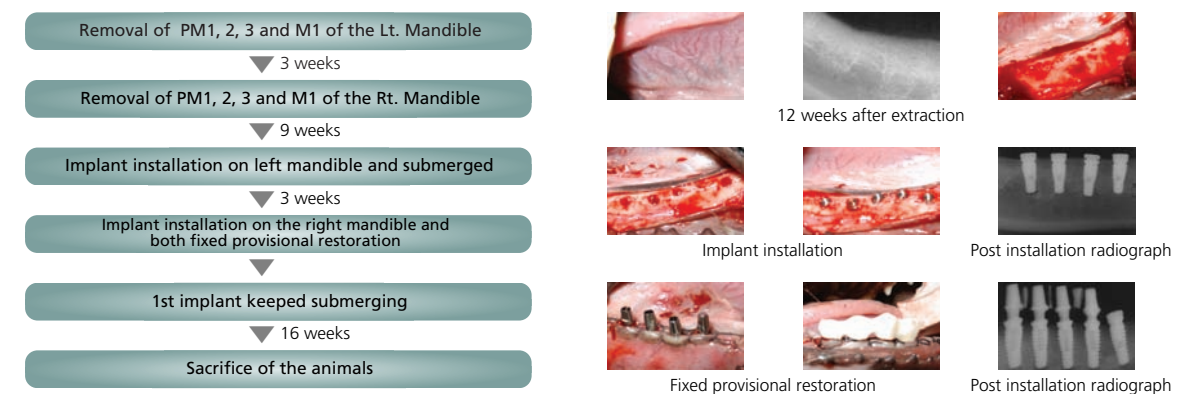 Removal of PM1, 2, 3 and M1 of the Lt. Mandible
3 weeks
Removal of PM1, 2, 3 and M1 of the Rt. Mandible
9 weeks
Implant installation on left mandible and submerged
3 weeks
Implant installation on the right mandible and
both fixed provisional restoration
1st implant keeped submerging
16 weeks
Sacrifice of the animals
12 weeks after extraction
Implant installation
Post installation radiograph
Fixed provisional restoration
Post installation radiograph